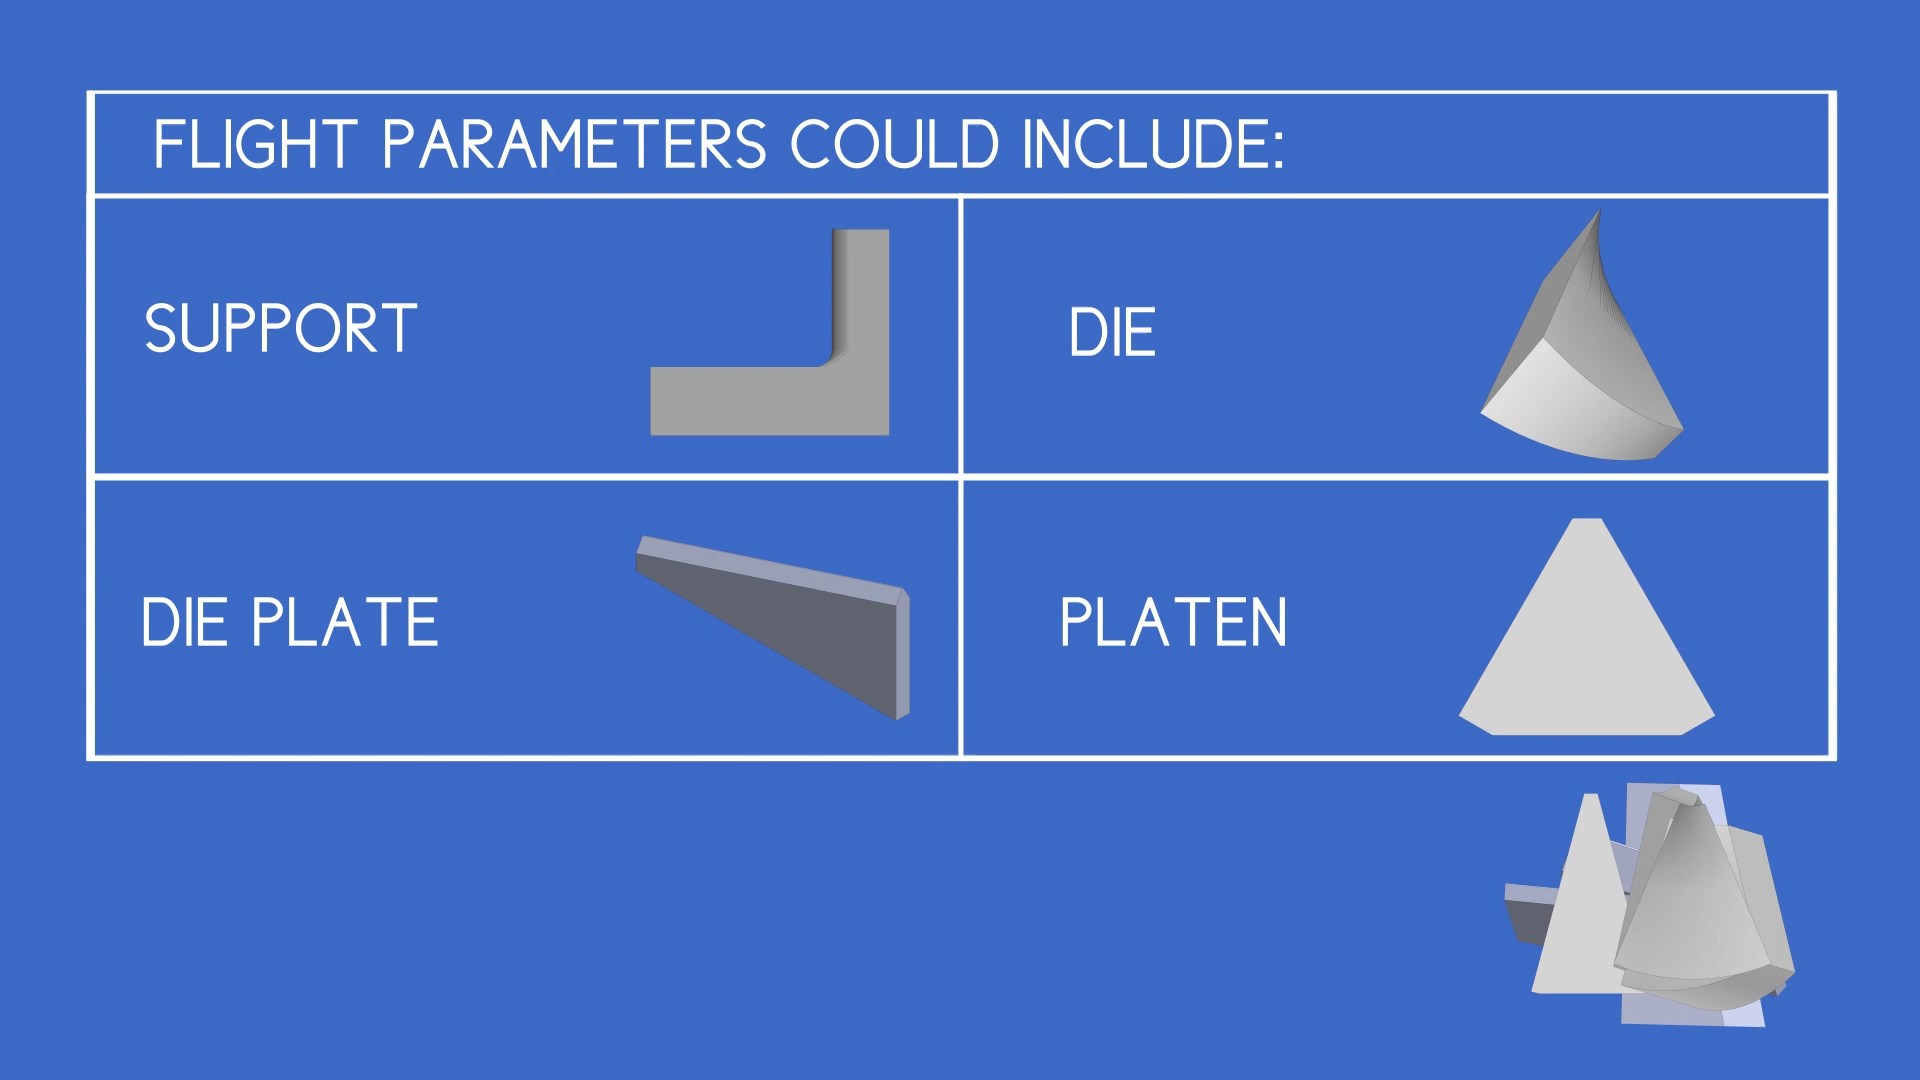 FLIGHT PARAMETERS COULD INCLUDE:
SUPPORT
DIE
DIE PLATE
PLATEN